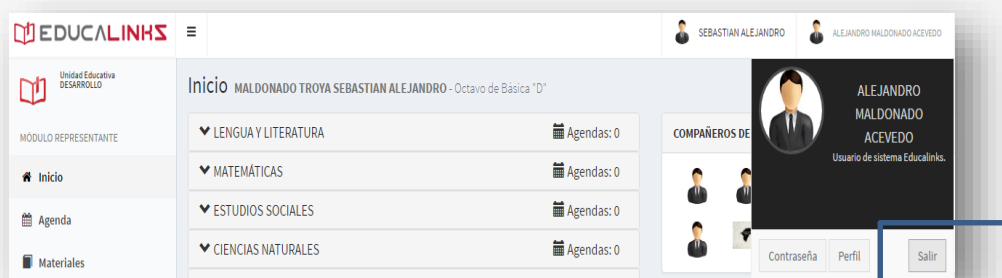 EDUCALINKS
SEBASTIAN ALEJANDRO
ALEJANDRO MALDONADO ACEVEDO
Unidad Educativa
DESARROLLO
MÓDULO REPRESENTANTE
Inicio
Agenda
Materiales
Inicio MALDONADO TROYA SEBASTIAN ALEJANDRO - Octavo de Básica "D"
LENGUA Y LITERATURA Agendas: 0
MATEMÁTICAS Agendas: 0
ESTUDIOS SOCIALES Agendas: 0
CIENCIAS NATURALES Agendas: 0
COMPAÑEROS DE
ALEJANDRO
MALDONADO
ACEVEDO
Usuario de sistema Educalinks.
Contraseña Perfil Salir